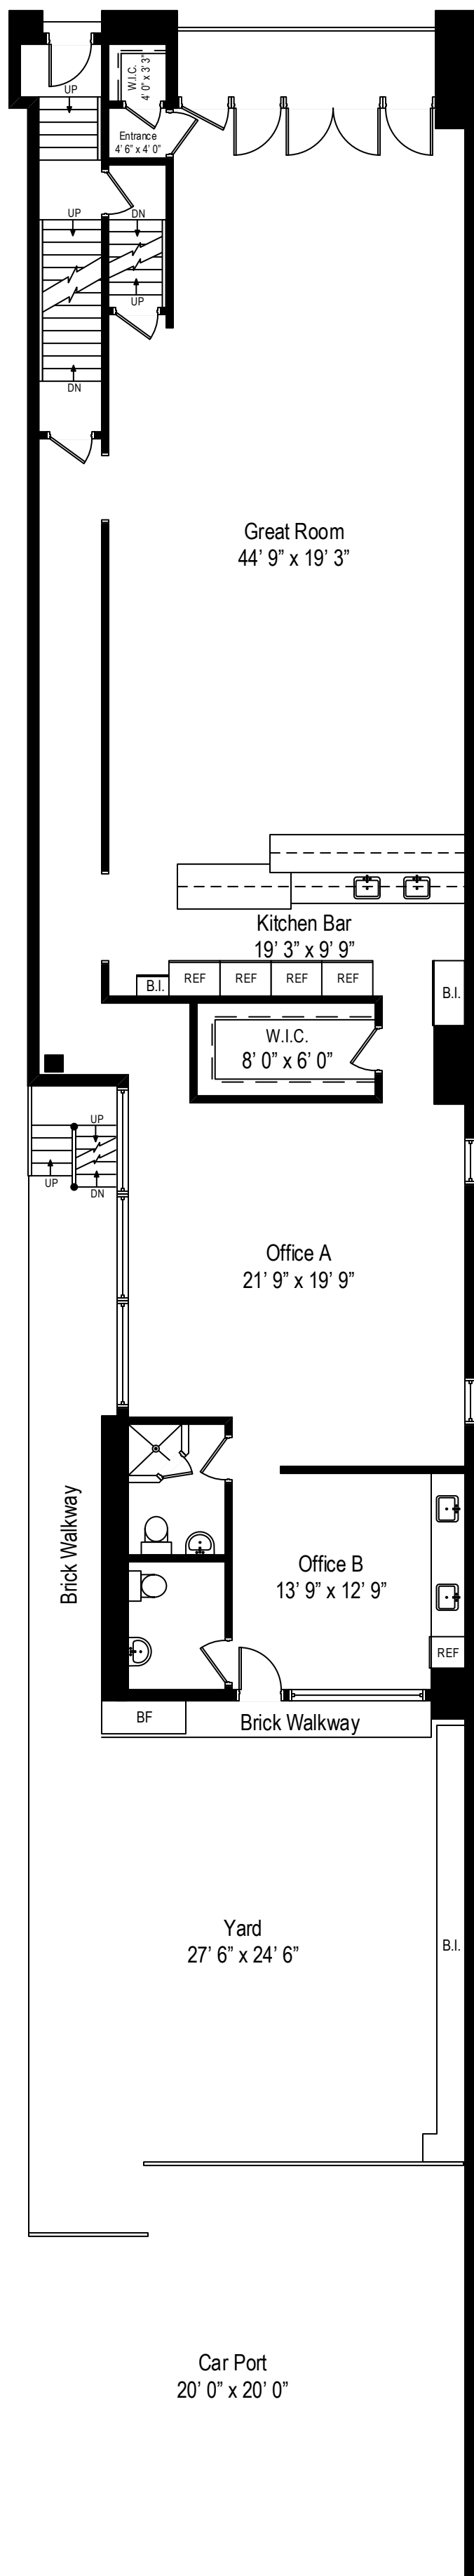 W.I.C.
4' 0" x 3' 3"
UP
Entrance
4' 6" x 4' 0"
UP
DN
UP
DN
Great Room
44' 9" x 19' 3"
Kitchen Bar
19' 3" x 9' 9"
B.I.
REF
REF
REF
REF
B.I.
W.I.C.
8' 0" x 6' 0"
UP
UP
DN
Office A
21' 9" x 19' 9"
Brick Walkway
Office B
13' 9" x 12' 9"
REF
BF
Brick Walkway
Yard
27' 6" x 24' 6"
B.I.
Car Port
20' 0" x 20' 0"